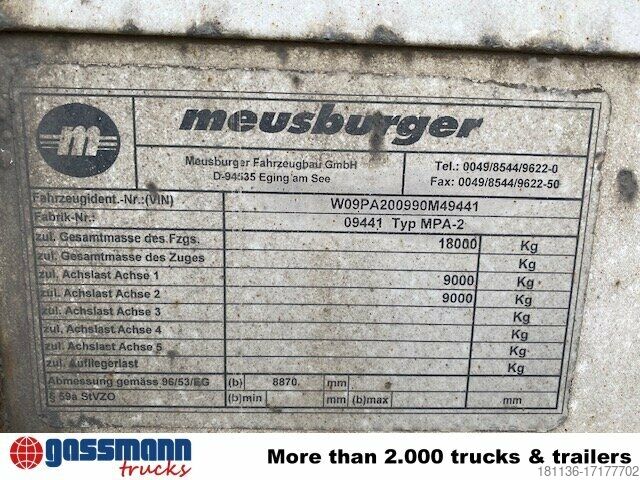 m meusburger
Meusburger Fahrzeugbau GmbH
D-94535 Eging am See
Tel.: 0049/8544/9622-0
Fax: 0049/8544/9622-50
Fahrzeugident.-Nr.:(VIN) W09PA200990M49441
Fabrik-Nr.: 09441 Typ MPA-2
zul. Gesamtmasse des Fzgs. 18000 Kg
zul. Gesamtmasse des Zuges Kg
zul. Achslast Achse 1 9000 Kg
zul. Achslast Achse 2 9000 Kg
zul. Achslast Achse 3 Kg
zul. Achslast Achse 4 Kg
zul. Achslast Achse 5 Kg
zul. Aufliegerlast Kg
Abmessung gemäss 96/53/EG (b) 8870. mm
§ 59a StVZO (b)min mm (b)max mm
gassmann trucks
More than 2.000 trucks & trailers
181136-17177702